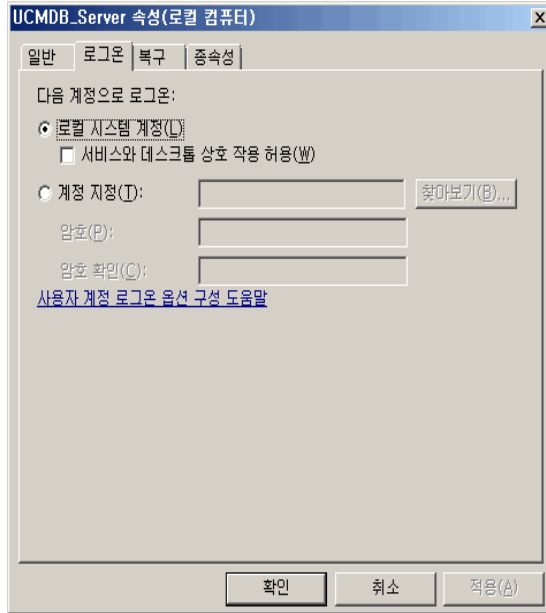 UCMDB_Server 속성(로컬 컴퓨터)
일반 로그온 복구 종속성
다음 계정으로 로그온:
로컬 시스템 계정(L)
서비스와 데스크톱 상호 작용 허용(W)
계정 지정(T): 찾아보기(B)...
암호(P):
암호 확인(C):
사용자 계정 로그온 옵션 구성 도움말
확인 취소 적용(A)